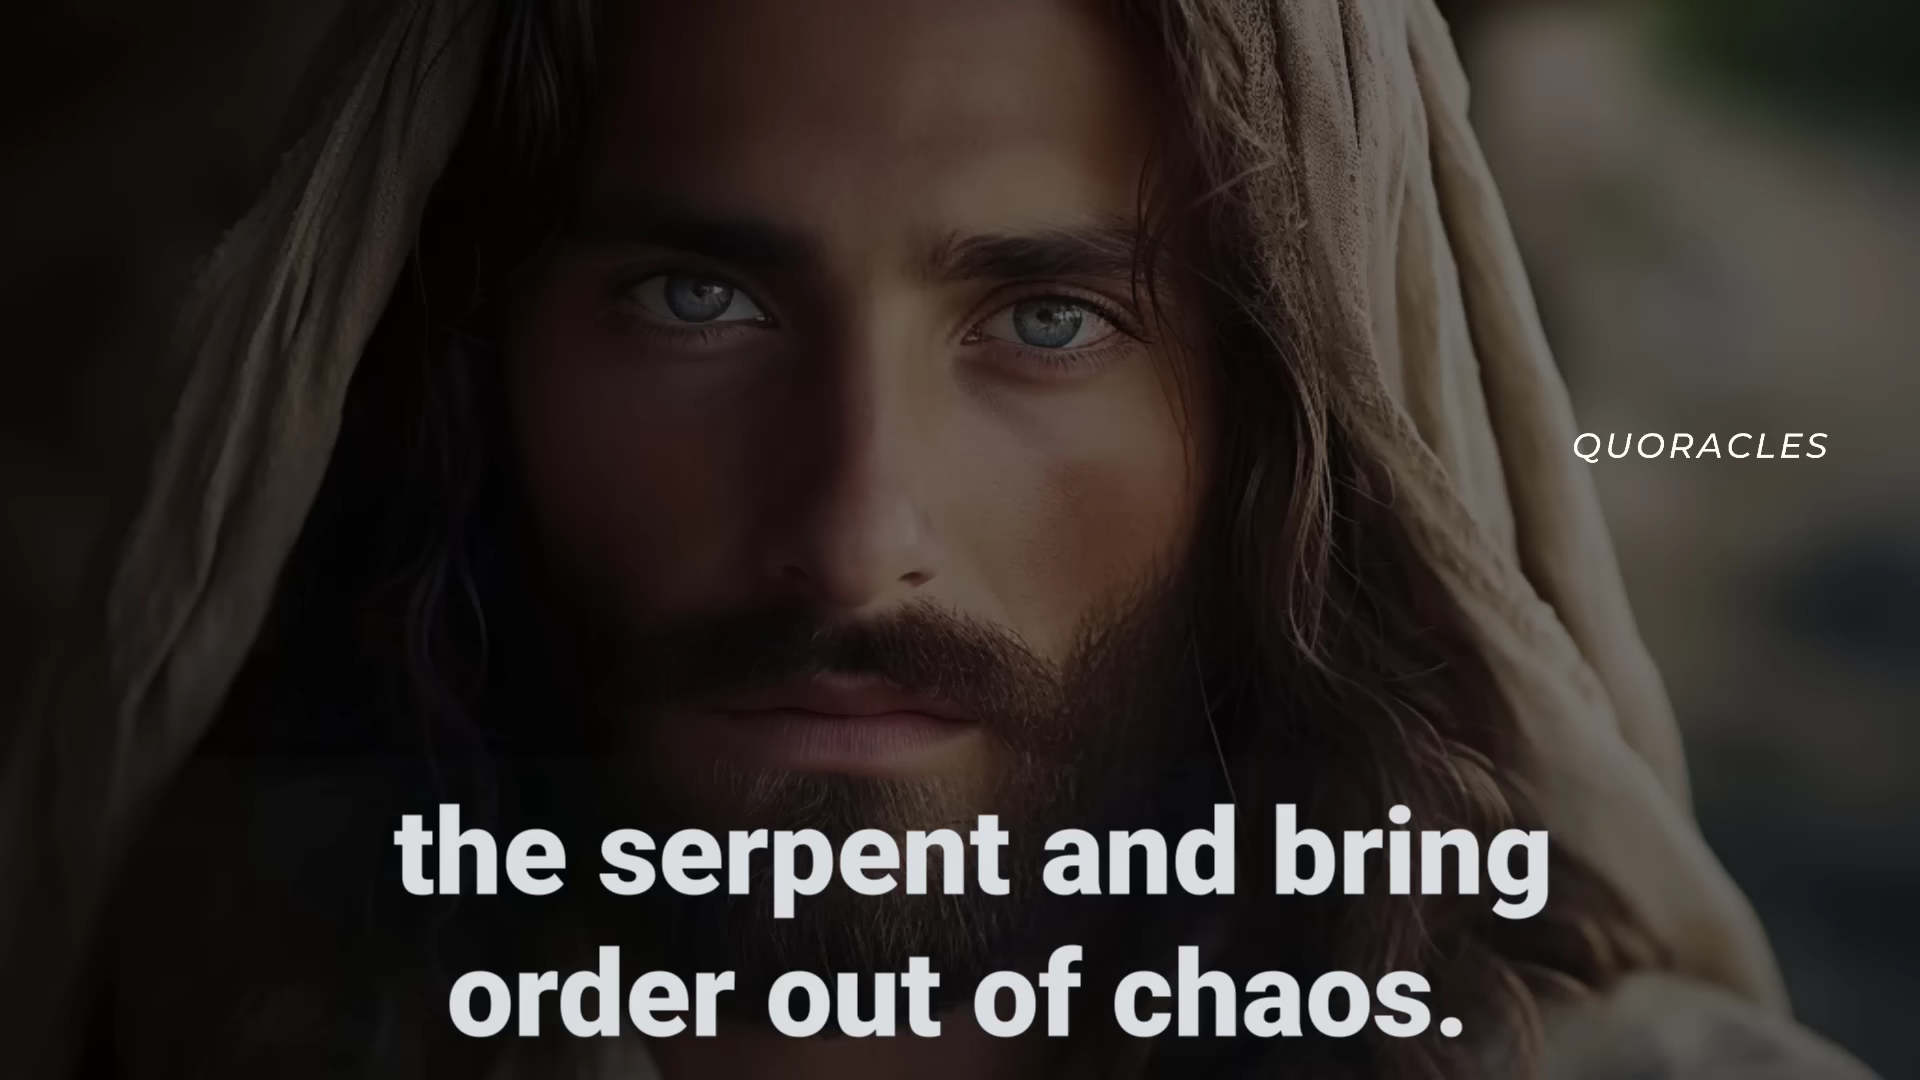 QUORACLES
the serpent and bring
order out of chaos.